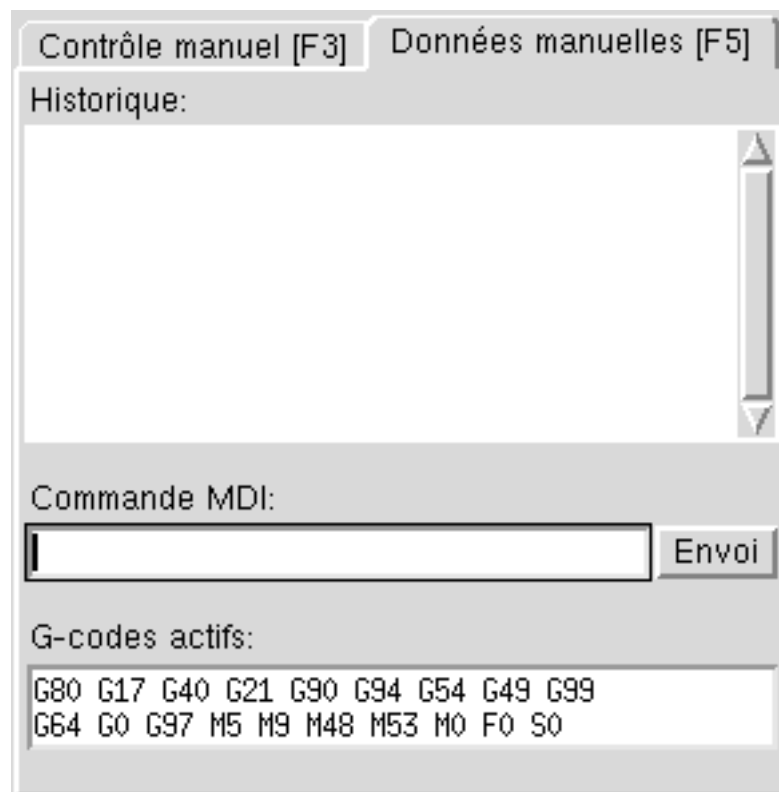 Contrôle manuel [F3] Données manuelles [F5]
Historique:
Commande MDI:
Envoi
G-codes actifs:
G80 G17 G40 G21 G90 G94 G54 G49 G99
G64 G0 G97 M5 M9 M48 M53 M0 F0 S0